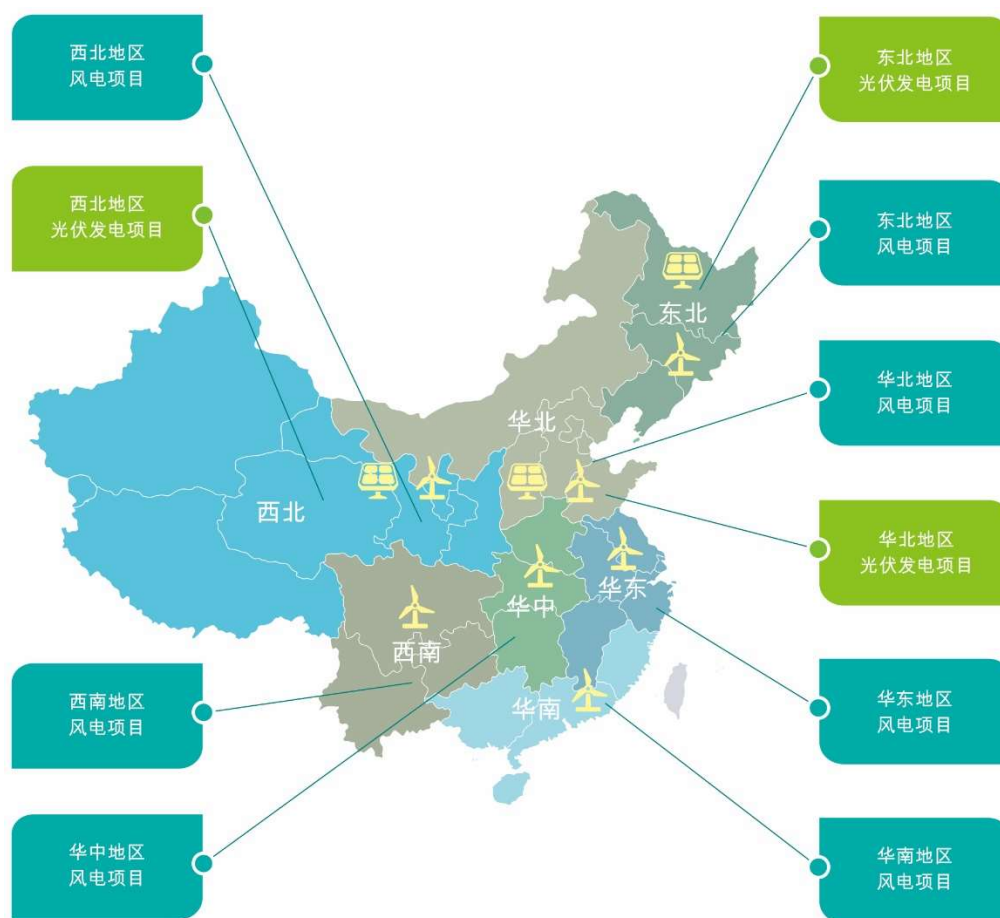 西北地区
风电项目
东北地区
光伏发电项目
西北地区
光伏发电项目
东北地区
风电项目
东北
华北地区
风电项目
华北
西北
华北地区
光伏发电项目
华东
华中
西南
西南地区
风电项目
华南
华东地区
风电项目
华中地区
风电项目
华南地区
风电项目